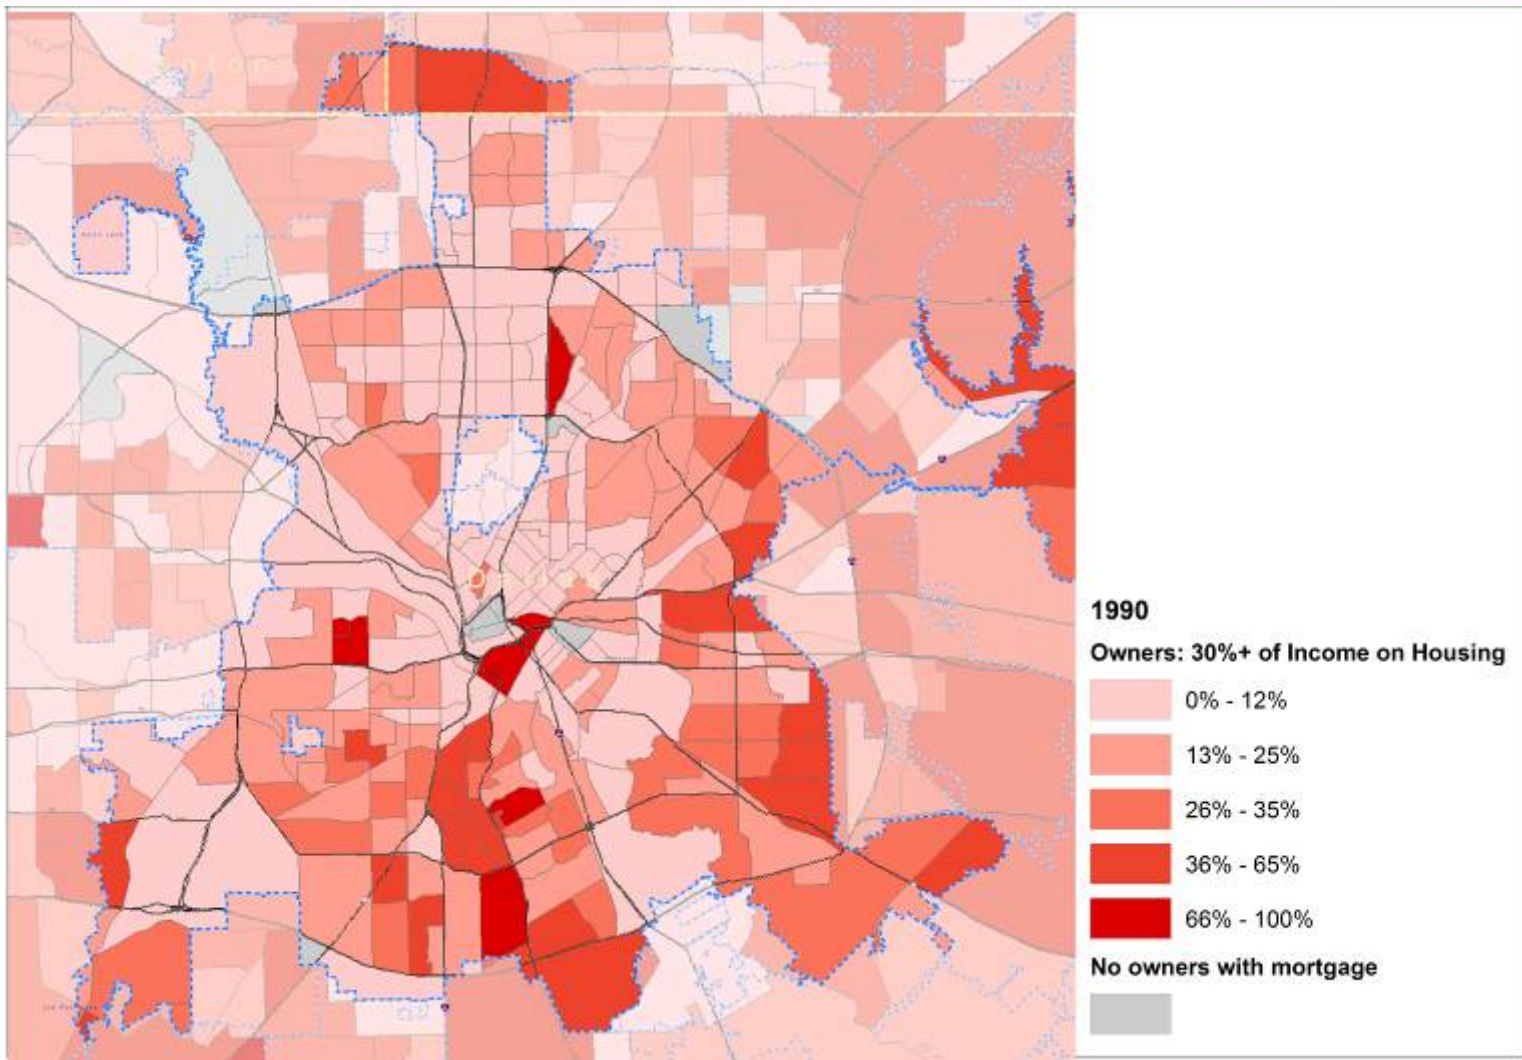 Dallas
1990
Owners: 30%+ of Income on Housing
0% - 12%
13% - 25%
26% - 35%
36% - 65%
66% - 100%
No owners with mortgage